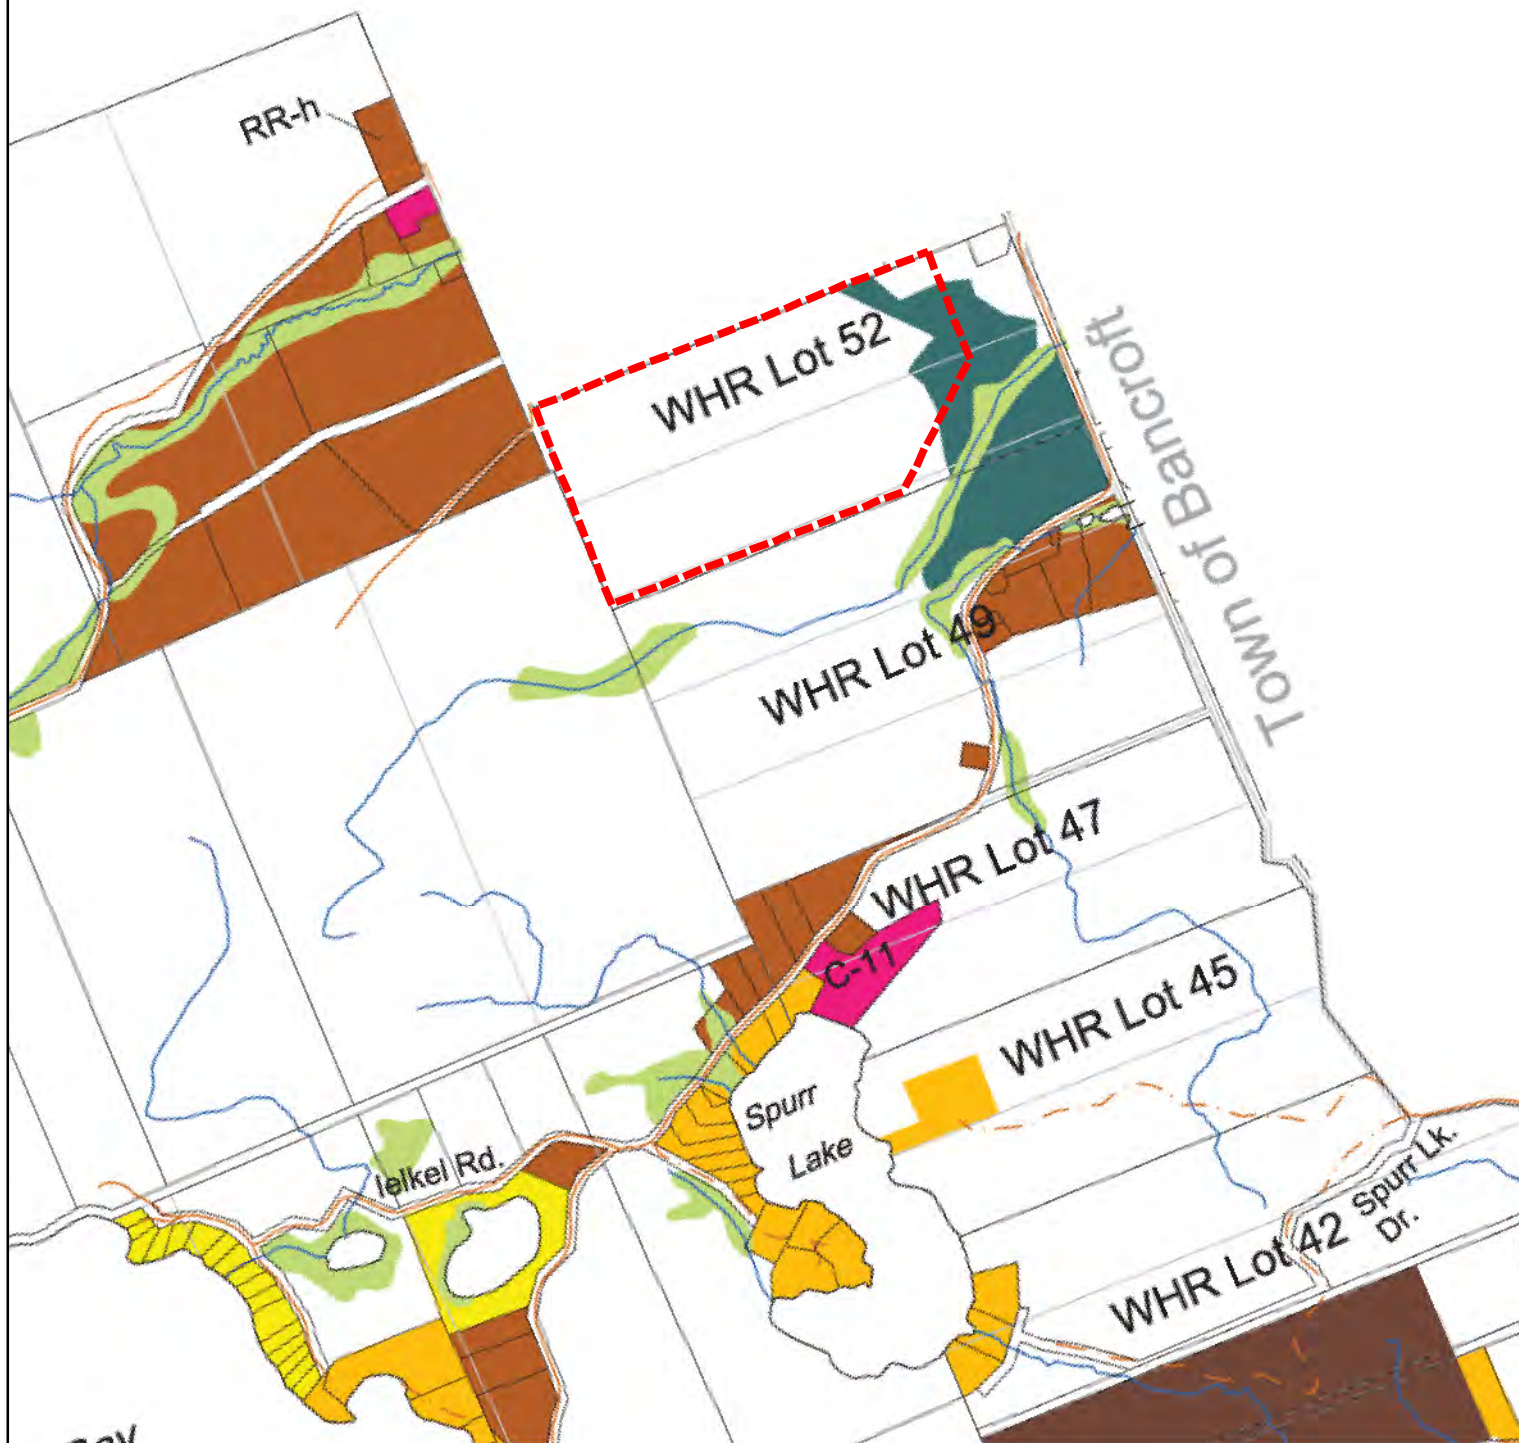 RR-h
WHR Lot 52
Town of Bancroft
WHR Lot 49
WHR Lot 47
C-11
WHR Lot 45
Spurr
Lake
lelkel Rd.
Spurr Lk.
Dr.
WHR Lot 42